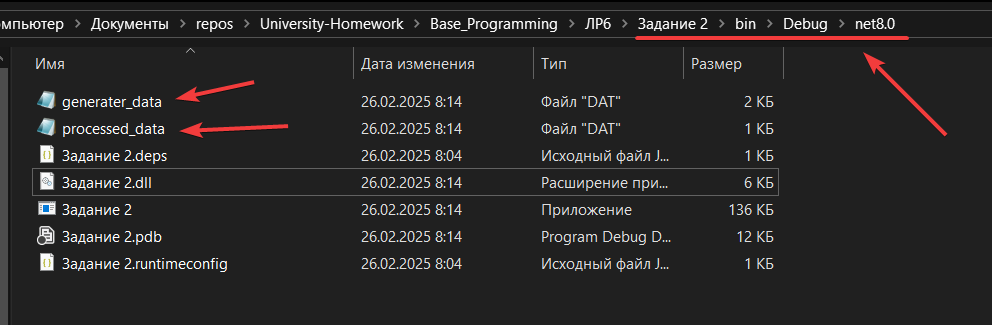 омпьютер › Документы › repos › University-Homework › Base_Programming › ЛР6 › Задание 2 › bin › Debug › net8.0
Имя Дата изменения Тип Размер
generater_data 26.02.2025 8:14 Файл "DAT" 2 КБ
processed_data 26.02.2025 8:14 Файл "DAT" 1 КБ
Задание 2.deps 26.02.2025 8:04 Исходный файл J... 1 КБ
Задание 2.dll 26.02.2025 8:14 Расширение при... 6 КБ
Задание 2 26.02.2025 8:14 Приложение 136 КБ
Задание 2.pdb 26.02.2025 8:14 Program Debug D... 12 КБ
Задание 2.runtimeconfig 26.02.2025 8:04 Исходный файл J... 1 КБ